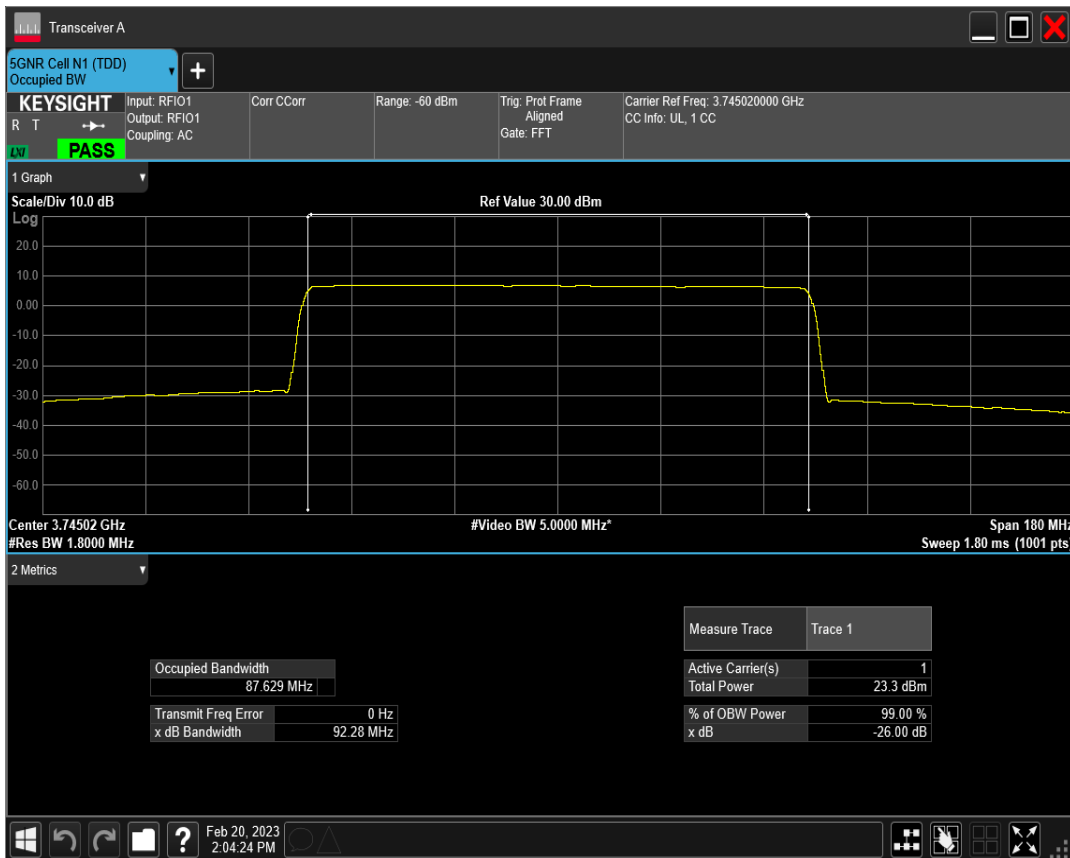 Transceiver A
5GNR Cell N1 (TDD)
Occupied BW
+
KEYSIGHT
R T
LXI
PASS
Input: RFIO1
Output: RFIO1
Coupling: AC
Corr CCorr
Range: -60 dBm
Trig: Prot Frame
Aligned
Gate: FFT
Carrier Ref Freq: 3.745020000 GHz
CC Info: UL, 1 CC
1 Graph
Scale/Div 10.0 dB
Ref Value 30.00 dBm
Log
20.0
10.0
0.00
-10.0
-20.0
-30.0
-40.0
-50.0
-60.0
Center 3.74502 GHz
#Video BW 5.0000 MHz*
Span 180 MHz
#Res BW 1.8000 MHz
Sweep 1.80 ms (1001 pts)
2 Metrics
Measure Trace Trace 1
Occupied Bandwidth
87.629 MHz
Active Carrier(s) 1
Total Power 23.3 dBm
Transmit Freq Error 0 Hz
x dB Bandwidth 92.28 MHz
% of OBW Power 99.00 %
x dB -26.00 dB
?
Feb 20, 2023
2:04:24 PM